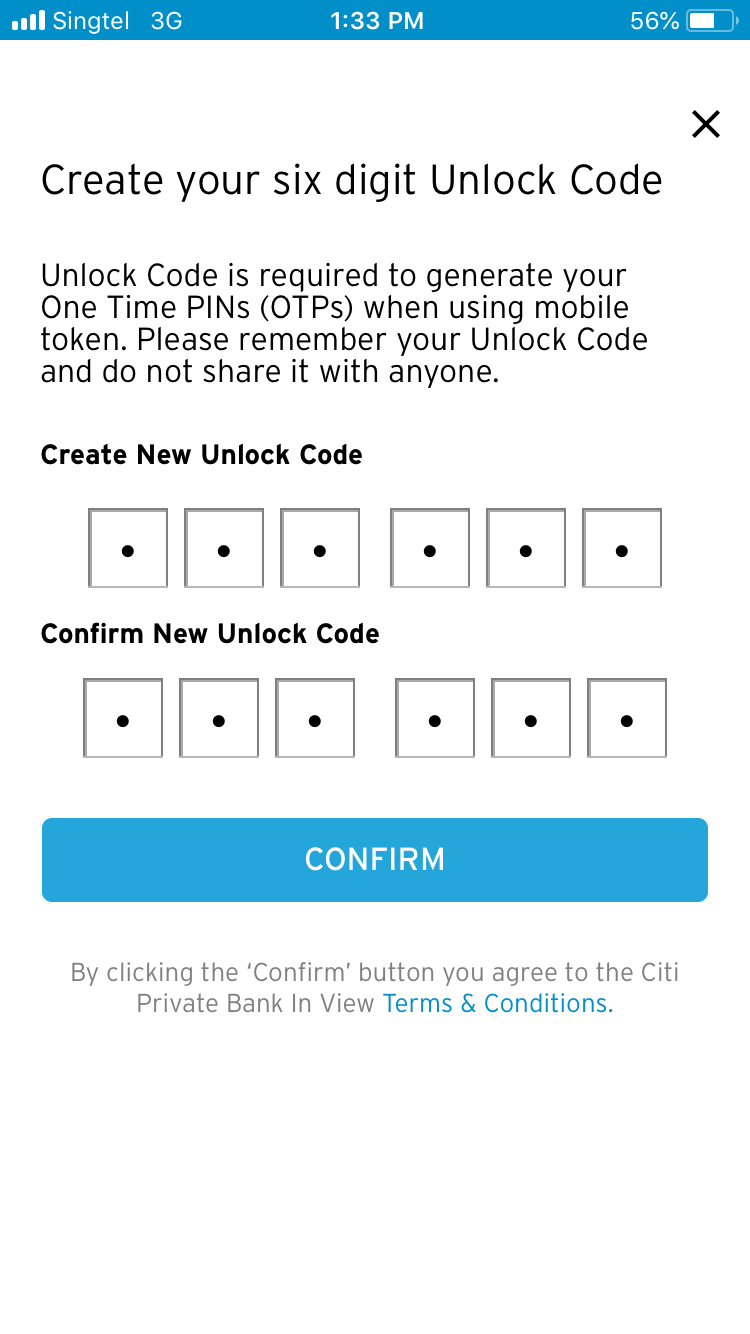 Singtel 3G 1:33 PM 56%
Create your six digit Unlock Code
Unlock Code is required to generate your
One Time PINs (OTPs) when using mobile
token. Please remember your Unlock Code
and do not share it with anyone.
Create New Unlock Code
Confirm New Unlock Code
CONFIRM
By clicking the ‘Confirm’ button you agree to the Citi
Private Bank In View Terms & Conditions.